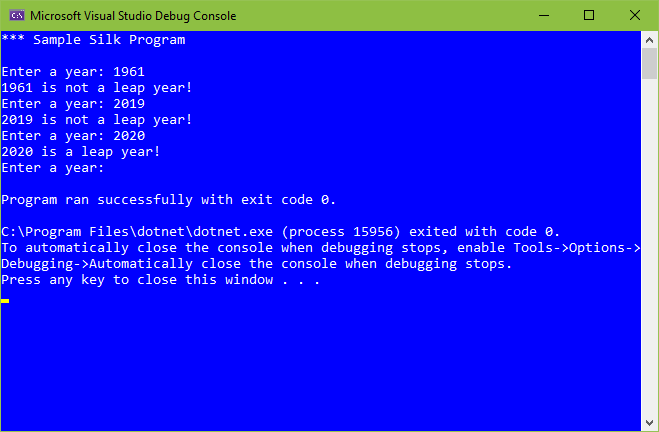 Microsoft Visual Studio Debug Console
*** Sample Silk Program
Enter a year: 1961
1961 is not a leap year!
Enter a year: 2019
2019 is not a leap year!
Enter a year: 2020
2020 is a leap year!
Enter a year:
Program ran successfully with exit code 0.
C:\Program Files\dotnet\dotnet.exe (process 15956) exited with code 0.
To automatically close the console when debugging stops, enable Tools->Options->
Debugging->Automatically close the console when debugging stops.
Press any key to close this window . . .